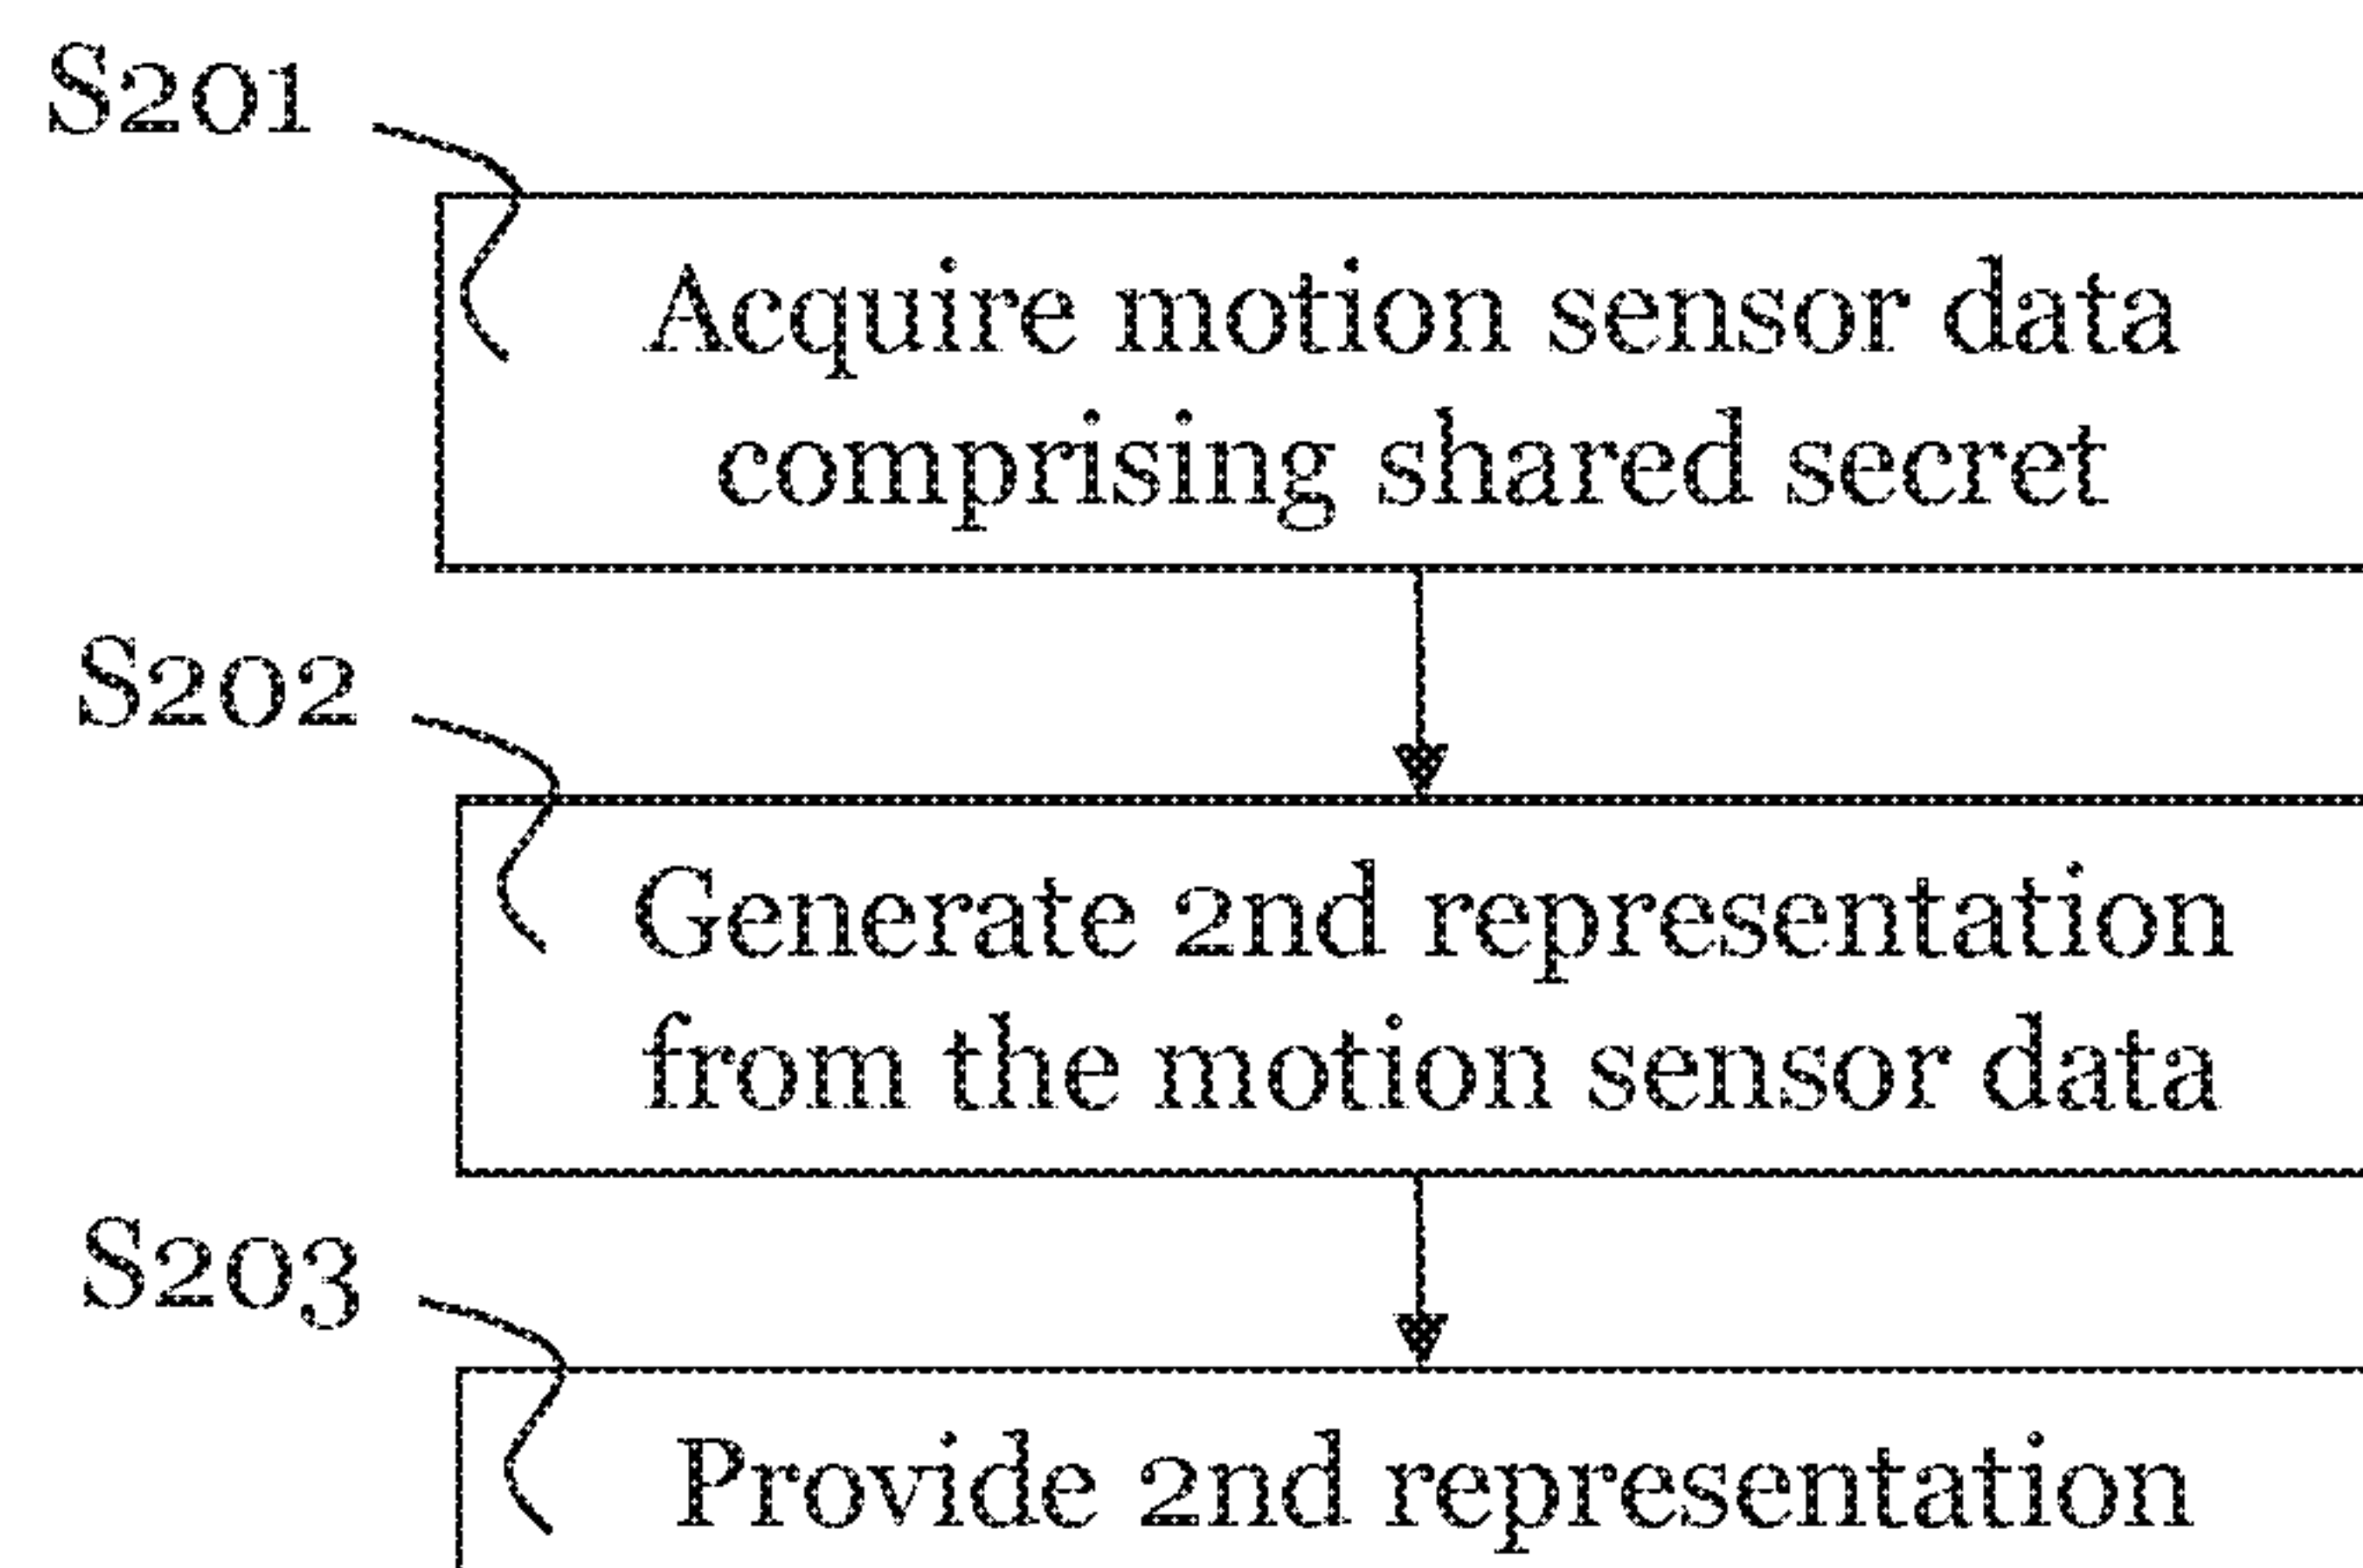 S201
Acquire motion sensor data
comprising shared secret
S202
Generate 2nd representation
from the motion sensor data
S203
Provide 2nd representation